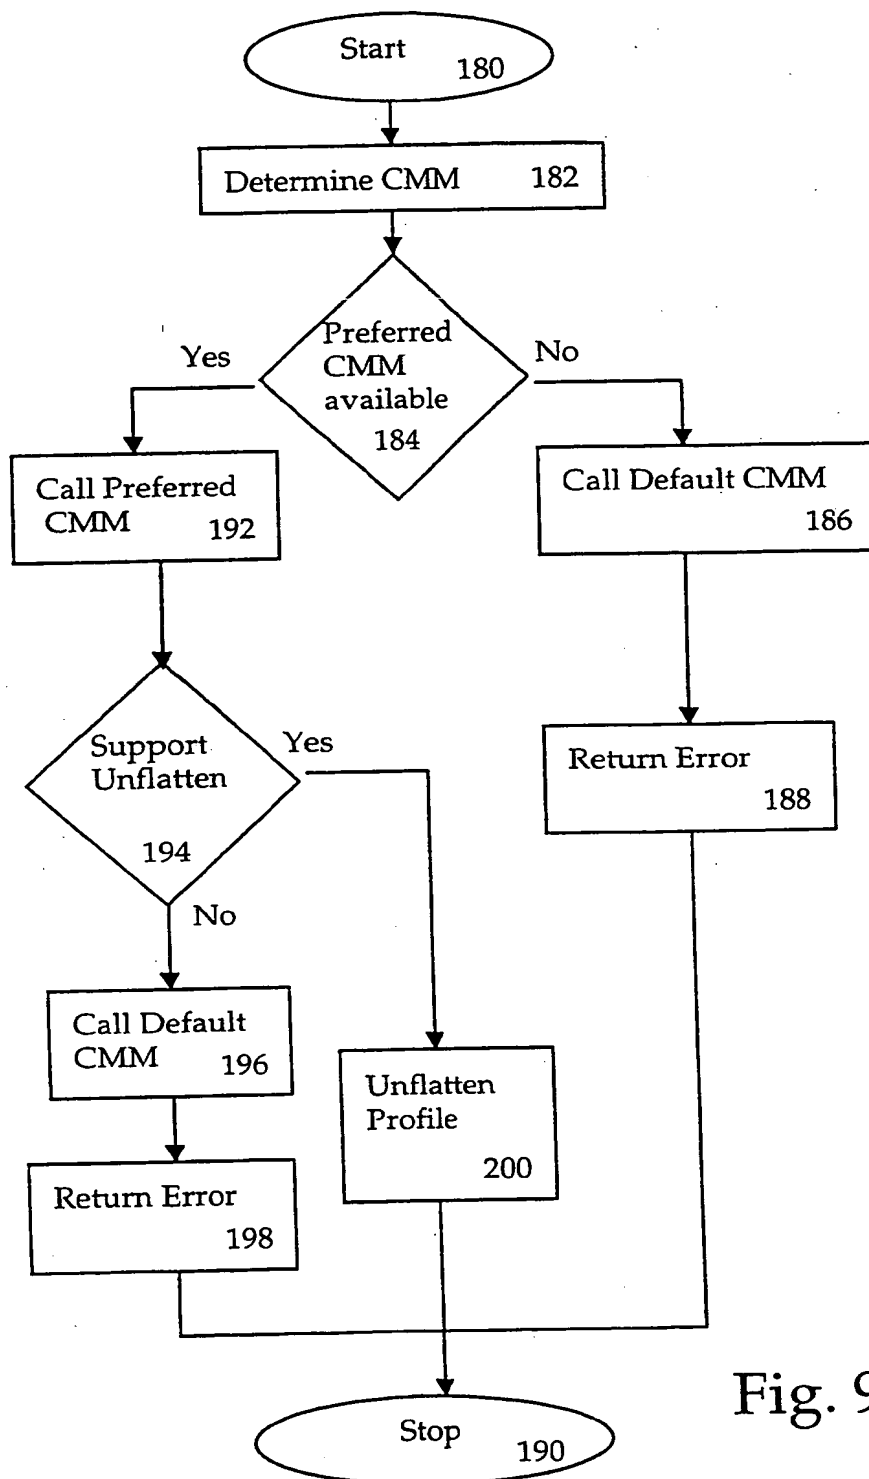 Start
180
Determine CMM 182
Preferred
CMM
available
184
Yes
No
Call Preferred
CMM 192
Call Default CMM
186
Support
Unflatten
194
Yes
No
Return Error
188
Call Default
CMM 196
Unflatten
Profile
200
Return Error
198
Fig. 9
Stop
190